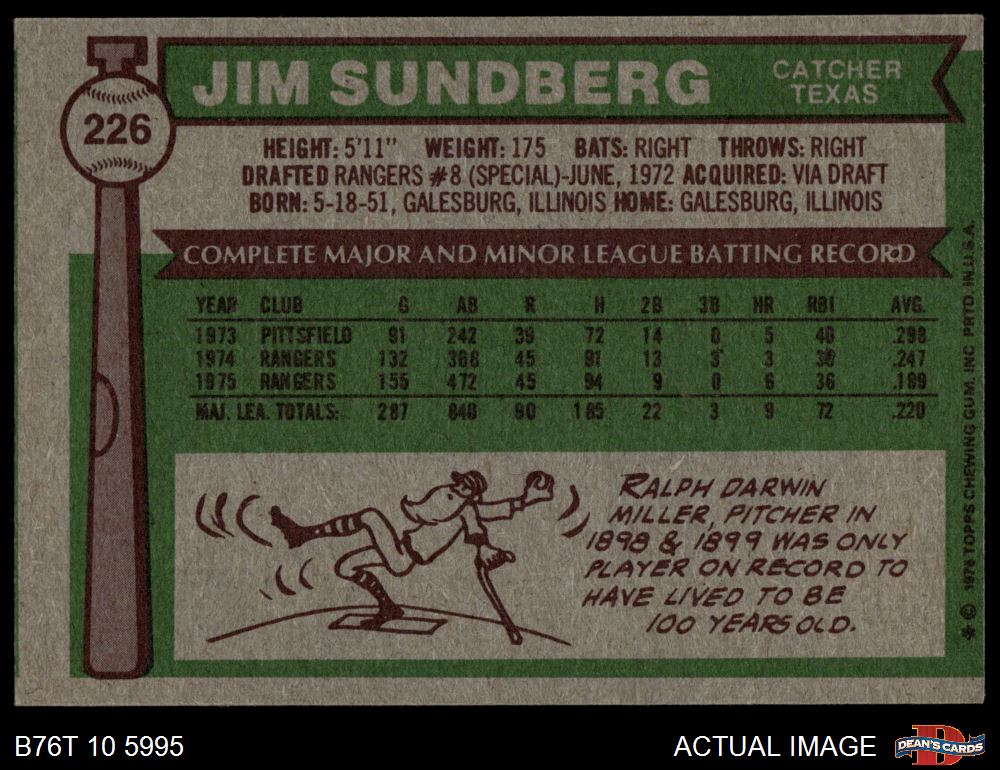 JIM SUNDBERG
CATCHER
TEXAS
226
HEIGHT: 5'11" WEIGHT: 175 BATS: RIGHT THROWS: RIGHT
DRAFTED RANGERS #8 (SPECIAL)-JUNE, 1972 ACQUIRED: VIA DRAFT
BORN: 5-18-51, GALESBURG, ILLINOIS HOME: GALESBURG, ILLINOIS
COMPLETE MAJOR AND MINOR LEAGUE BATTING RECORD
YEAR CLUB G AB R H 2B 3B HR RBI AVG.
1973 PITTSFIELD 91 242 39 72 14 0 5 40 .298
1974 RANGERS 132 368 45 91 13 3 3 36 .247
1975 RANGERS 155 472 45 94 9 0 6 36 .199
MAJ. LEA. TOTALS: 287 840 90 185 22 3 9 72 .220
RALPH DARWIN
MILLER, PITCHER IN
1898 & 1899 WAS ONLY
PLAYER ON RECORD TO
HAVE LIVED TO BE
100 YEARS OLD.
* © 1976 TOPPS CHEWING GUM, INC. PRTD. IN U.S.A.
B76T 10 5995
ACTUAL IMAGE
DEAN'S CARDS